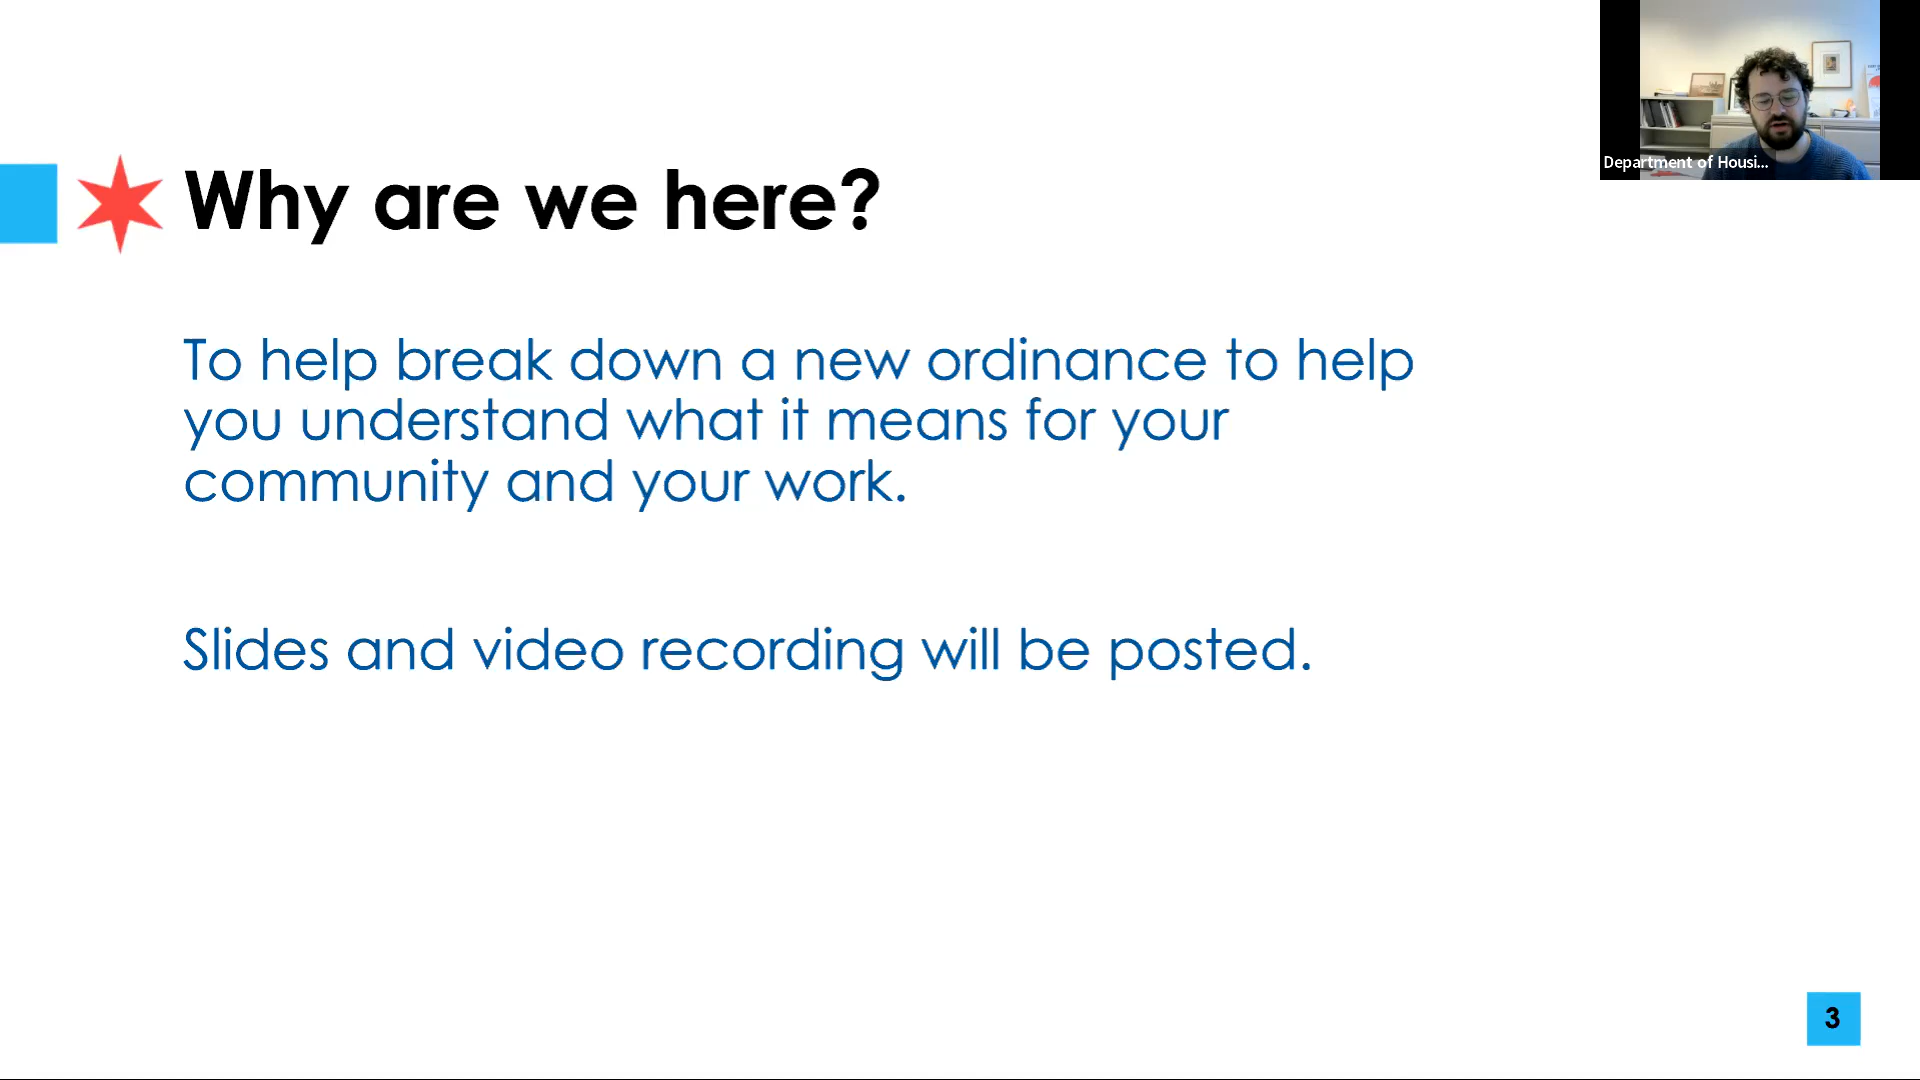 Department of Housi...
Why are we here?
To help break down a new ordinance to help
you understand what it means for your
community and your work.
Slides and video recording will be posted.
3